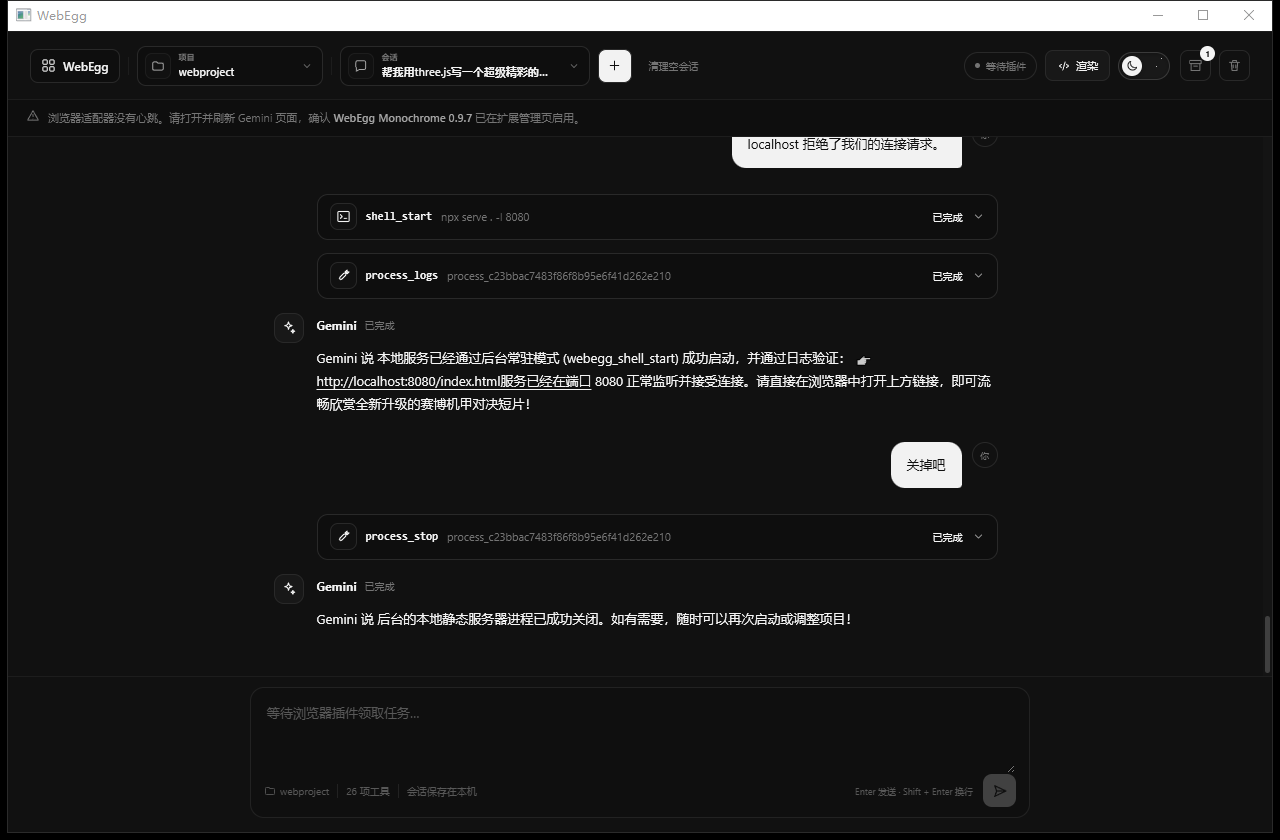 WebEgg
WebEgg
项目
webproject
会话
帮我用three.js写一个超级精彩的...
+
清理空会话
等待插件
渲染
1
浏览器适配器没有心跳。请打开并刷新 Gemini 页面，确认 WebEgg Monochrome 0.9.7 已在扩展管理页启用。
localhost 拒绝了我们的连接请求。
shell_start npx serve . -l 8080 已完成
process_logs process_c23bbac7483f86f8b95e6f41d262e210 已完成
Gemini 已完成
Gemini 说 本地服务已经通过后台常驻模式 (webegg_shell_start) 成功启动，并通过日志验证： 👉
http://localhost:8080/index.html服务已经在端口 8080 正常监听并接受连接。请直接在浏览器中打开上方链接，即可流
畅欣赏全新升级的赛博机甲对决短片！
关掉吧
你
process_stop process_c23bbac7483f86f8b95e6f41d262e210 已完成
Gemini 已完成
Gemini 说 后台的本地静态服务器进程已成功关闭。如有需要，随时可以再次启动或调整项目！
等待浏览器插件领取任务...
webproject 26 项工具 会话保存在本机
Enter 发送 · Shift + Enter 换行